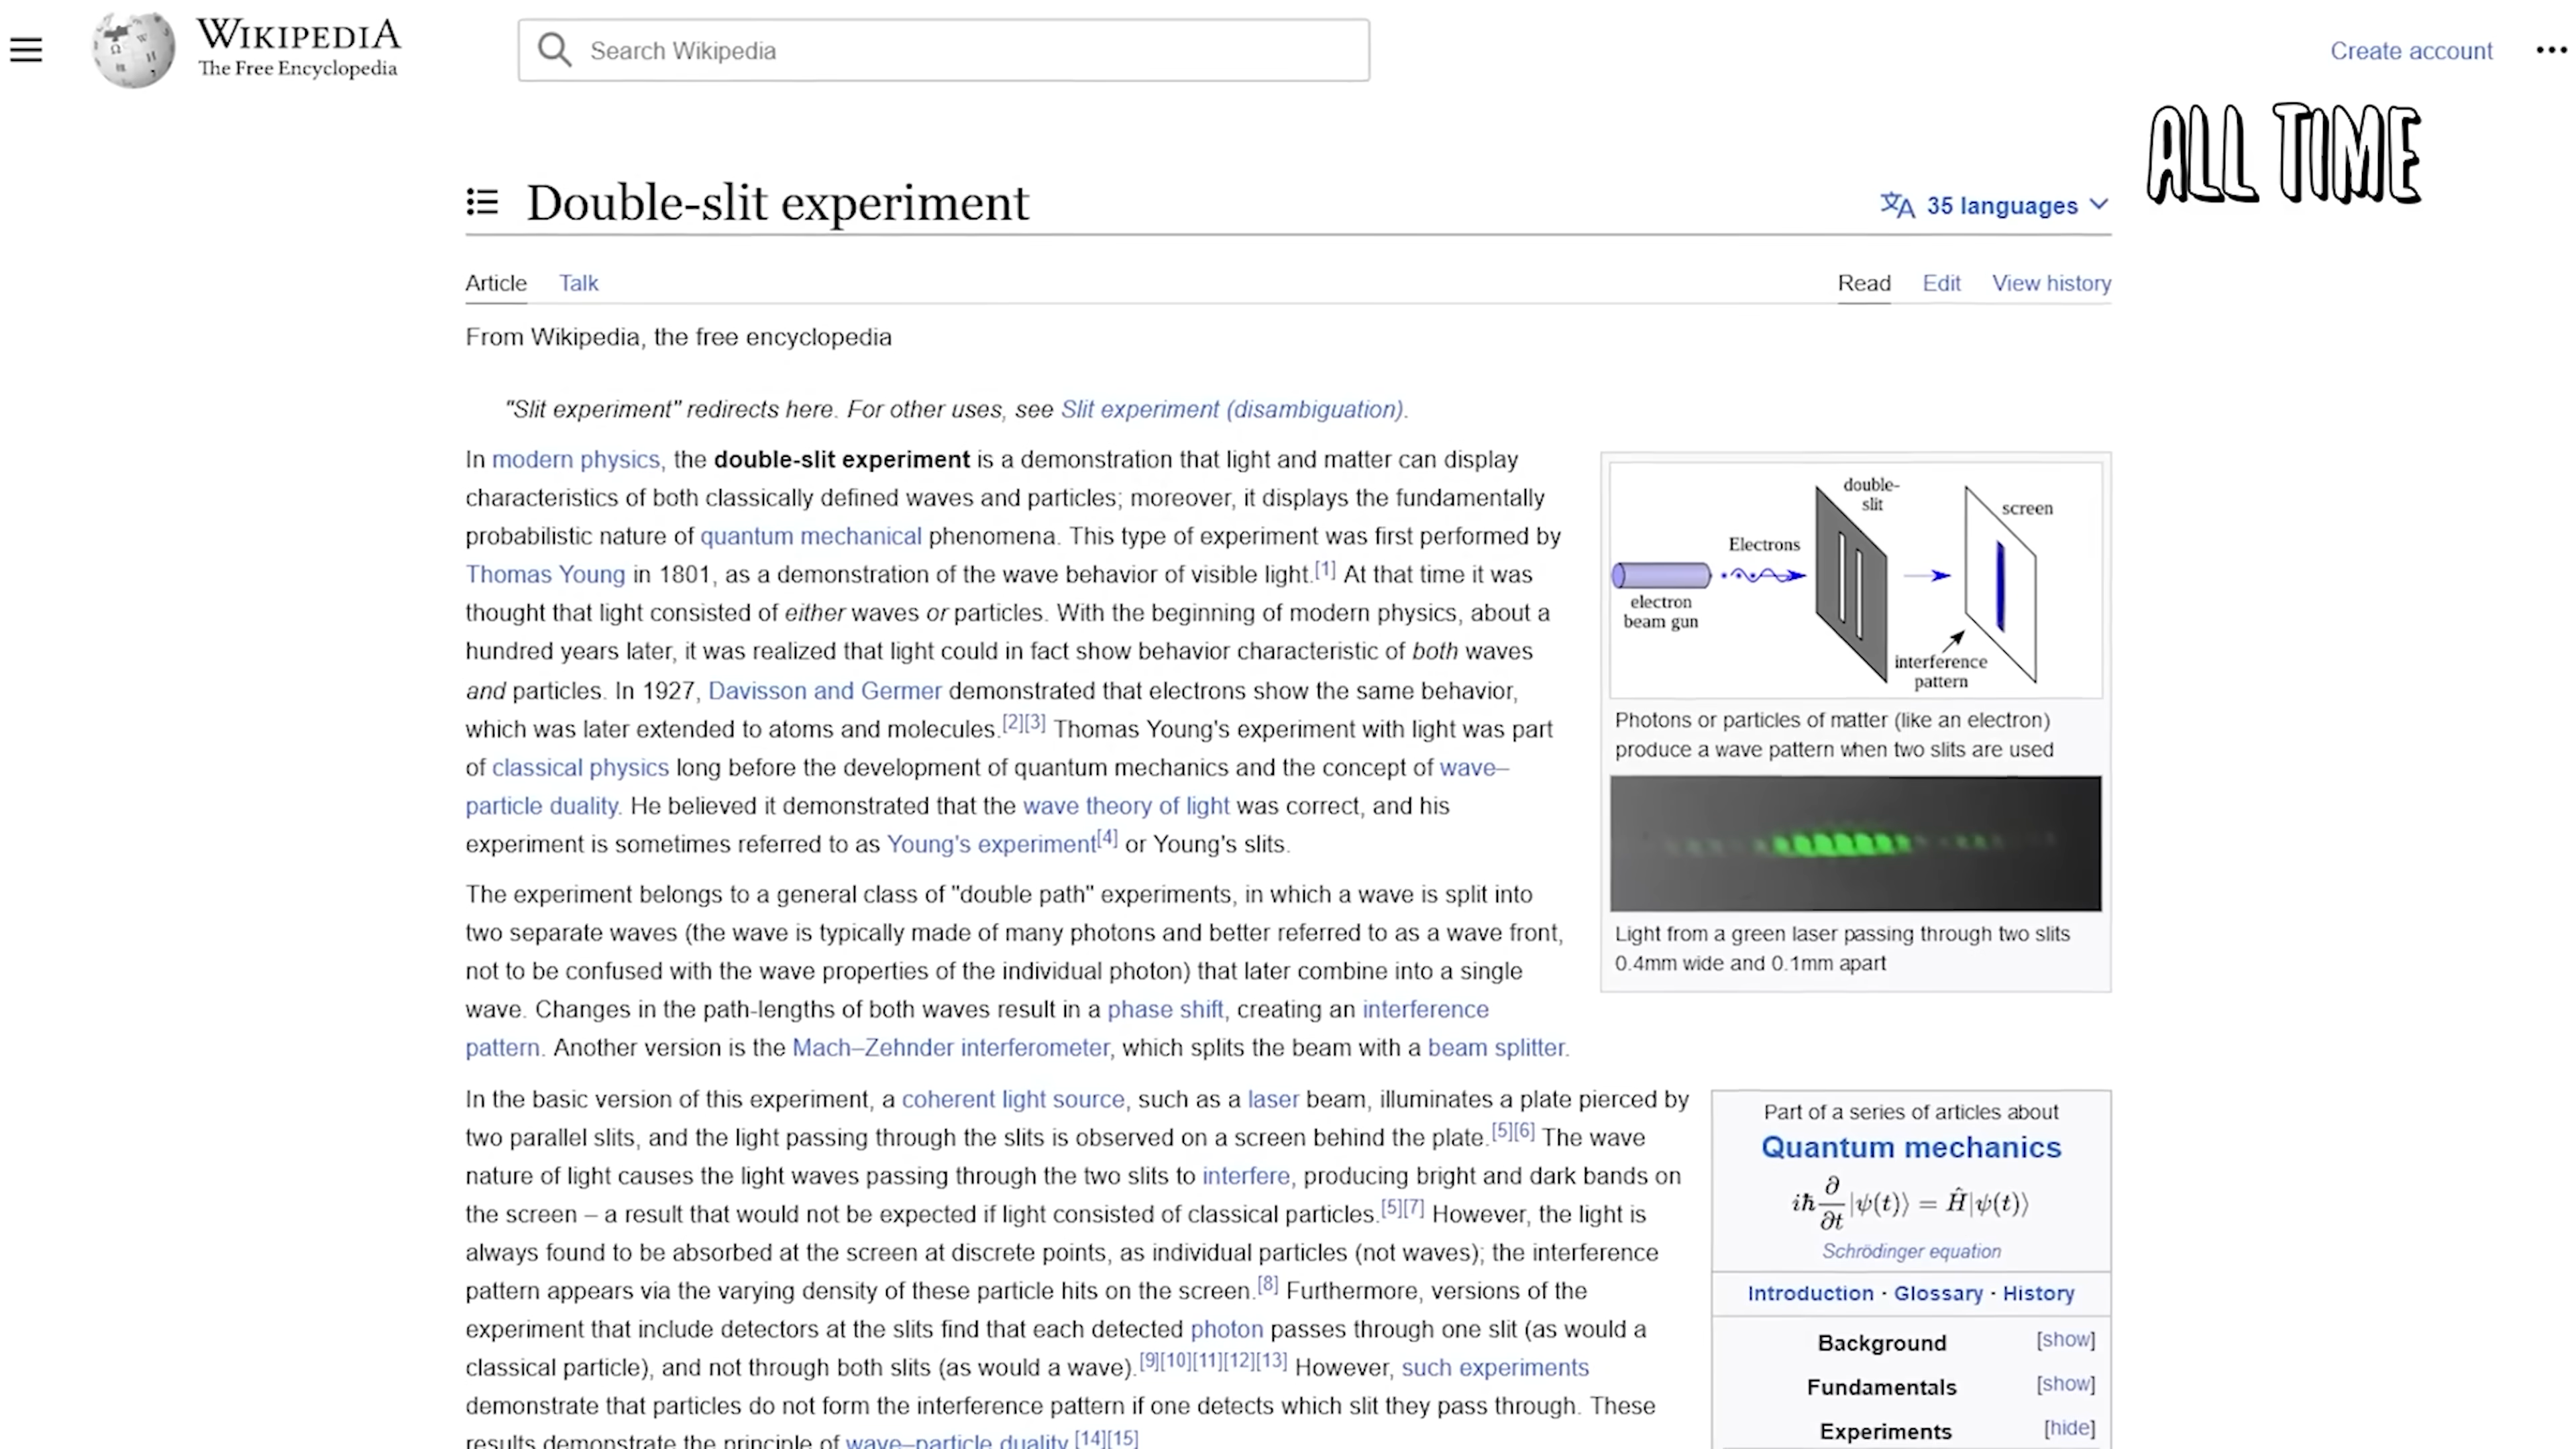 WIKIPEDIA
The Free Encyclopedia
Search Wikipedia
Create account
ALL TIME
Double-slit experiment
35 languages
Article Talk
Read Edit View history
From Wikipedia, the free encyclopedia
"Slit experiment" redirects here. For other uses, see Slit experiment (disambiguation).
In modern physics, the double-slit experiment is a demonstration that light and matter can display
characteristics of both classically defined waves and particles; moreover, it displays the fundamentally
probabilistic nature of quantum mechanical phenomena. This type of experiment was first performed by
Thomas Young in 1801, as a demonstration of the wave behavior of visible light.[1] At that time it was
thought that light consisted of either waves or particles. With the beginning of modern physics, about a
hundred years later, it was realized that light could in fact show behavior characteristic of both waves
and particles. In 1927, Davisson and Germer demonstrated that electrons show the same behavior,
which was later extended to atoms and molecules.[2][3] Thomas Young's experiment with light was part
of classical physics long before the development of quantum mechanics and the concept of wave–
particle duality. He believed it demonstrated that the wave theory of light was correct, and his
experiment is sometimes referred to as Young's experiment[4] or Young's slits.
The experiment belongs to a general class of "double path" experiments, in which a wave is split into
two separate waves (the wave is typically made of many photons and better referred to as a wave front,
not to be confused with the wave properties of the individual photon) that later combine into a single
wave. Changes in the path-lengths of both waves result in a phase shift, creating an interference
pattern. Another version is the Mach–Zehnder interferometer, which splits the beam with a beam splitter.
In the basic version of this experiment, a coherent light source, such as a laser beam, illuminates a plate pierced by
two parallel slits, and the light passing through the slits is observed on a screen behind the plate.[5][6] The wave
nature of light causes the light waves passing through the two slits to interfere, producing bright and dark bands on
the screen – a result that would not be expected if light consisted of classical particles.[5][7] However, the light is
always found to be absorbed at the screen at discrete points, as individual particles (not waves); the interference
pattern appears via the varying density of these particle hits on the screen.[8] Furthermore, versions of the
experiment that include detectors at the slits find that each detected photon passes through one slit (as would a
classical particle), and not through both slits (as would a wave).[9][10][11][12][13] However, such experiments
demonstrate that particles do not form the interference pattern if one detects which slit they pass through. These
results demonstrate the principle of wave–particle duality.[14][15]
double-
slit
screen
Electrons
electron
beam gun
interference
pattern
Photons or particles of matter (like an electron)
produce a wave pattern when two slits are used
Light from a green laser passing through two slits
0.4mm wide and 0.1mm apart
Part of a series of articles about
Quantum mechanics
iħ ∂/∂t |ψ(t)⟩ = Ĥ|ψ(t)⟩
Schrödinger equation
Introduction · Glossary · History
Background [show]
Fundamentals [show]
Experiments [hide]